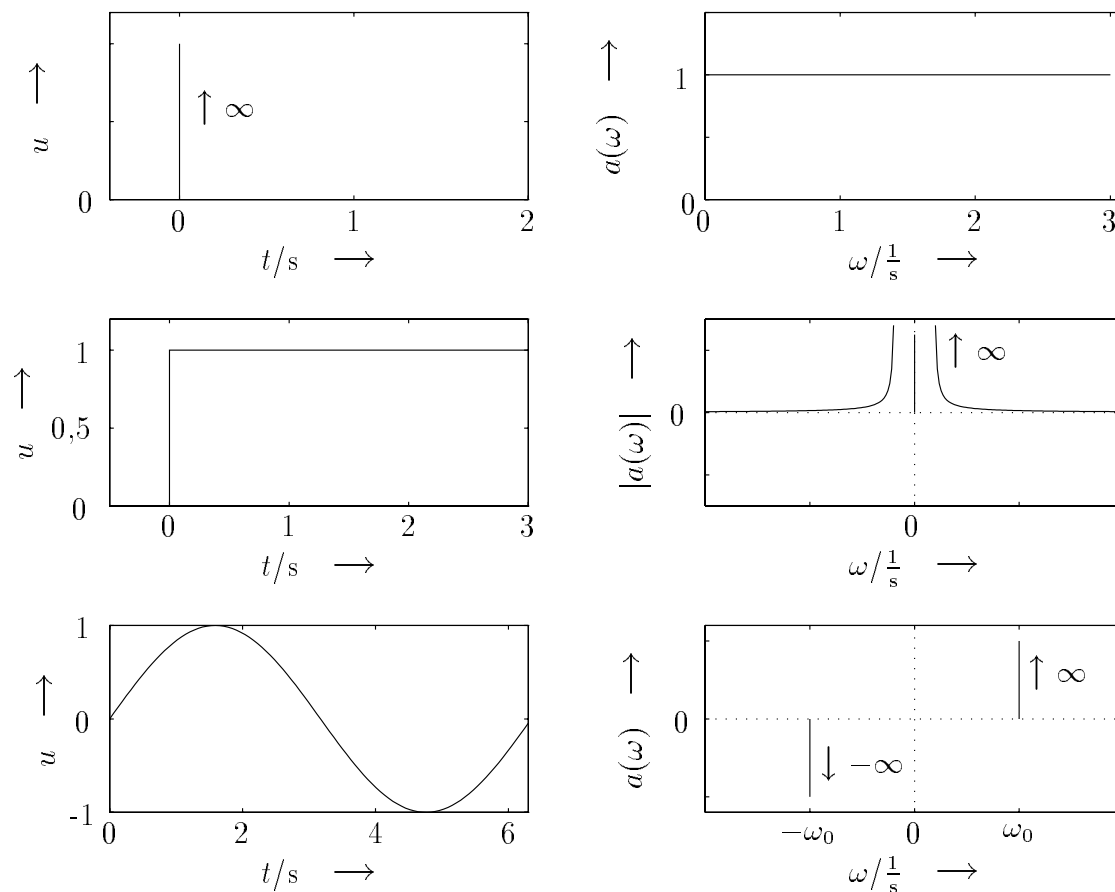 u →
↑ ∞
0
0 1 2
t/s →
a(ω) →
1
0
0 1 2 3
ω/ 1/s →
u →
1
0,5
0
0 1 2 3
t/s →
|a(ω)| →
↑ ∞
0
0
ω/ 1/s →
u →
1
0
-1
0 2 4 6
t/s →
a(ω) →
↑ ∞
0
↓ −∞
−ω₀ 0 ω₀
ω/ 1/s →